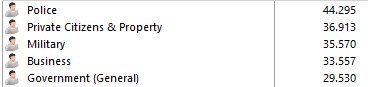 Police 44.295
Private Citizens & Property 36.913
Military 35.570
Business 33.557
Government (General) 29.530